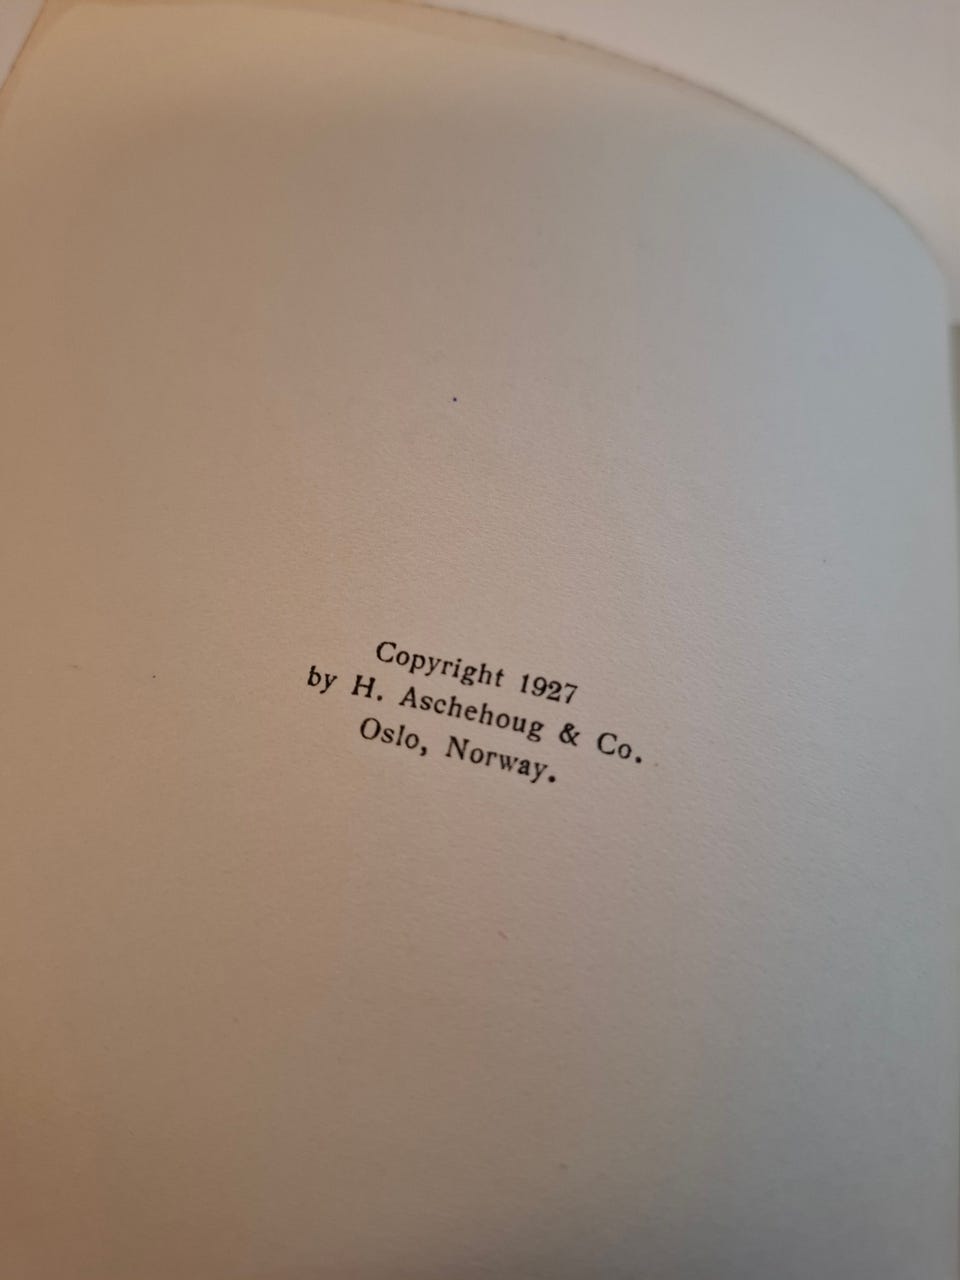 Copyright 1927
by H. Aschehoug & Co.
Oslo, Norway.